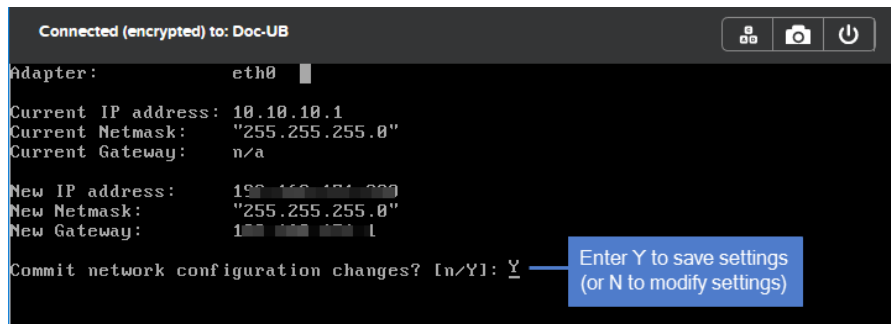 Connected (encrypted) to: Doc-UB
Adapter: eth0
Current IP address: 10.10.10.1
Current Netmask: "255.255.255.0"
Current Gateway: n/a
New IP address:
New Netmask: "255.255.255.0"
New Gateway:
Commit network configuration changes? [n/Y]: Y
Enter Y to save settings
(or N to modify settings)